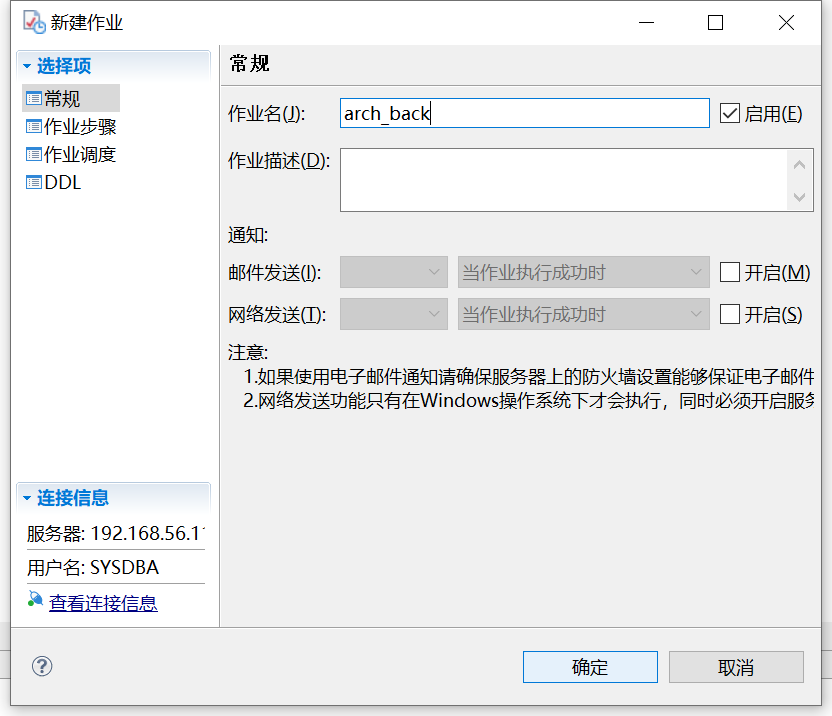 新建作业
选择项
常规
作业步骤
作业调度
DDL
连接信息
服务器: 192.168.56.1
用户名: SYSDBA
查看连接信息
常规
作业名(J): arch_back 启用(E)
作业描述(D):
通知:
邮件发送(I): 当作业执行成功时 开启(M)
网络发送(T): 当作业执行成功时 开启(S)
注意:
1.如果使用电子邮件通知请确保服务器上的防火墙设置能够保证电子邮件
2.网络发送功能只有在Windows操作系统下才会执行，同时必须开启服务
确定 取消